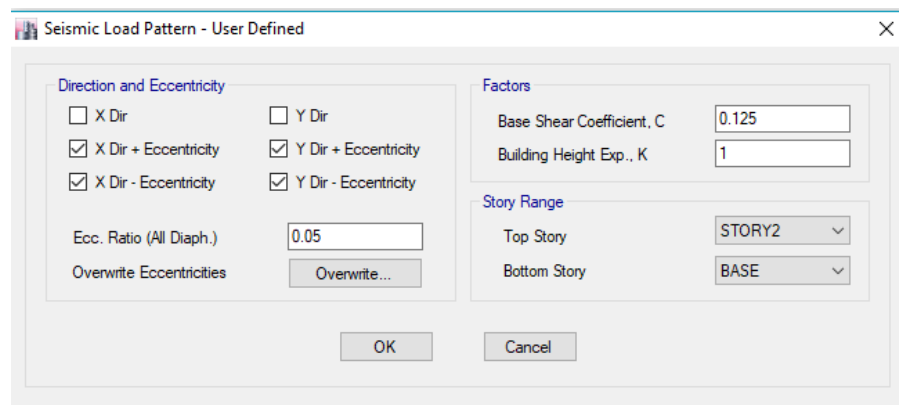 Seismic Load Pattern - User Defined
Direction and Eccentricity
X Dir
Y Dir
X Dir + Eccentricity
Y Dir + Eccentricity
X Dir - Eccentricity
Y Dir - Eccentricity
Ecc. Ratio (All Diaph.)
0.05
Overwrite Eccentricities
Overwrite...
Factors
Base Shear Coefficient, C
0.125
Building Height Exp., K
1
Story Range
Top Story
STORY2
Bottom Story
BASE
OK
Cancel